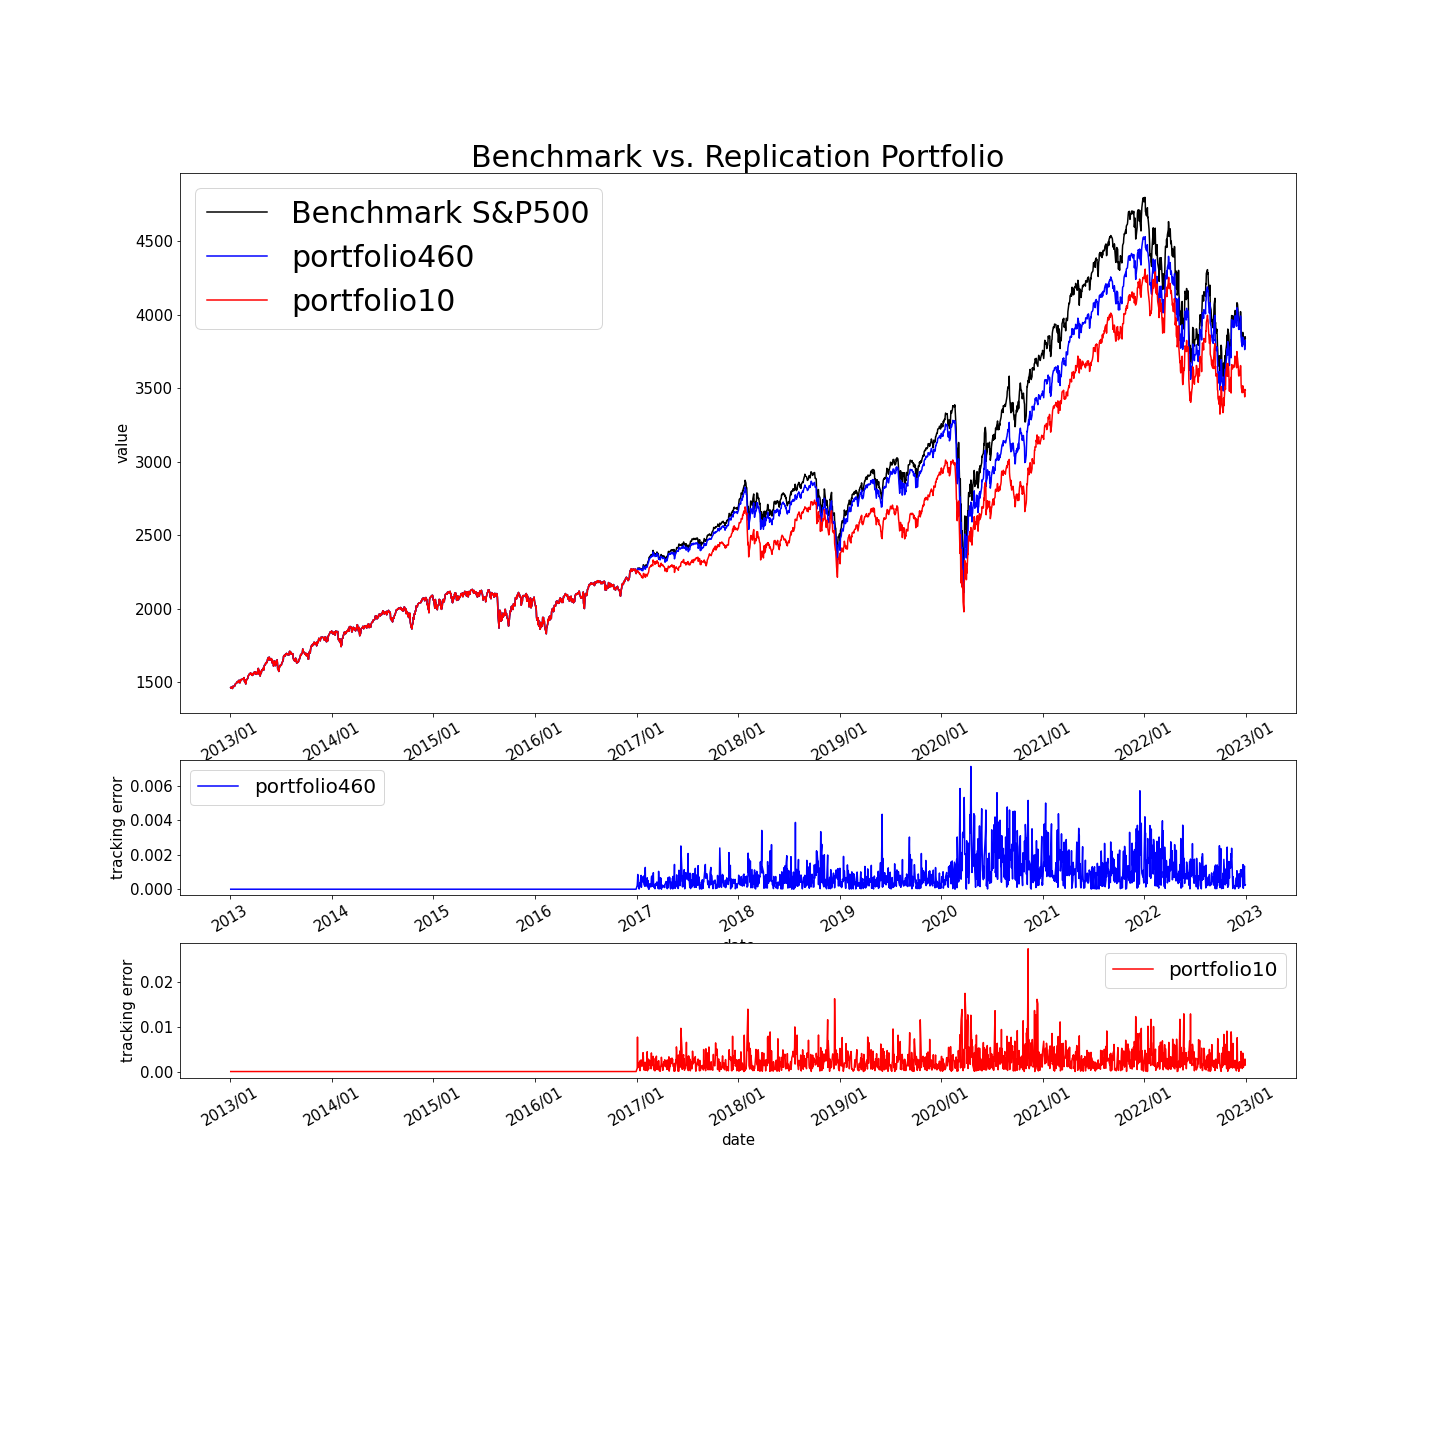 Benchmark vs. Replication Portfolio
Benchmark S&P500
portfolio460
portfolio10
value
4500
4000
3500
3000
2500
2000
1500
2013/01 2014/01 2015/01 2016/01 2017/01 2018/01 2019/01 2020/01 2021/01 2022/01 2023/01
portfolio460
tracking error
0.006
0.004
0.002
0.000
2013 2014 2015 2016 2017 2018 2019 2020 2021 2022 2023
date
portfolio10
tracking error
0.02
0.01
0.00
2013/01 2014/01 2015/01 2016/01 2017/01 2018/01 2019/01 2020/01 2021/01 2022/01 2023/01
date